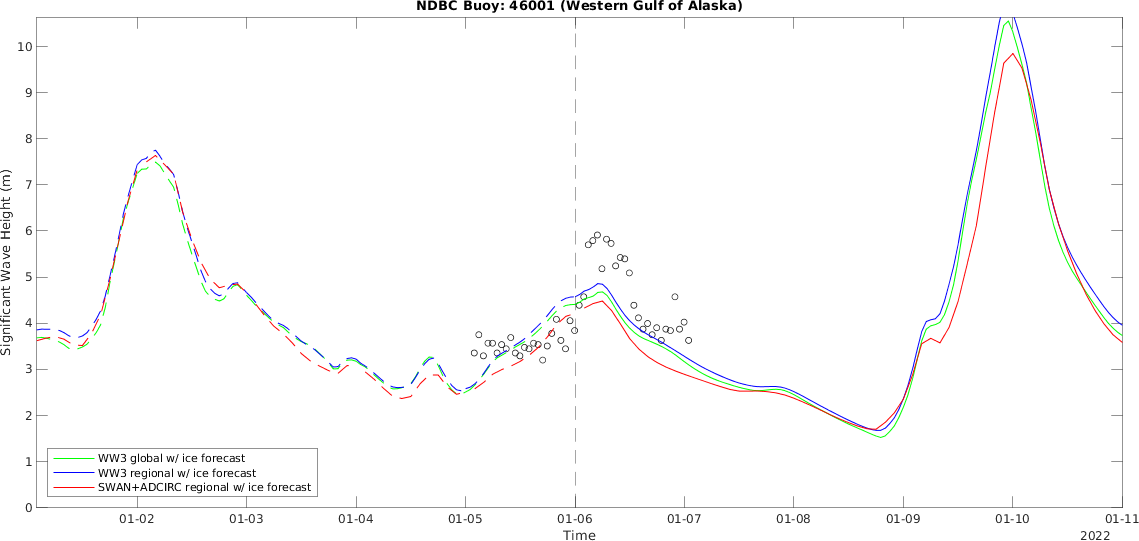 NDBC Buoy: 46001 (Western Gulf of Alaska)
Significant Wave Height (m)
10
9
8
7
6
5
4
3
2
1
0
WW3 global w/ ice forecast
WW3 regional w/ ice forecast
SWAN+ADCIRC regional w/ ice forecast
01-02 01-03 01-04 01-05 01-06 01-07 01-08 01-09 01-10 01-11
Time
2022